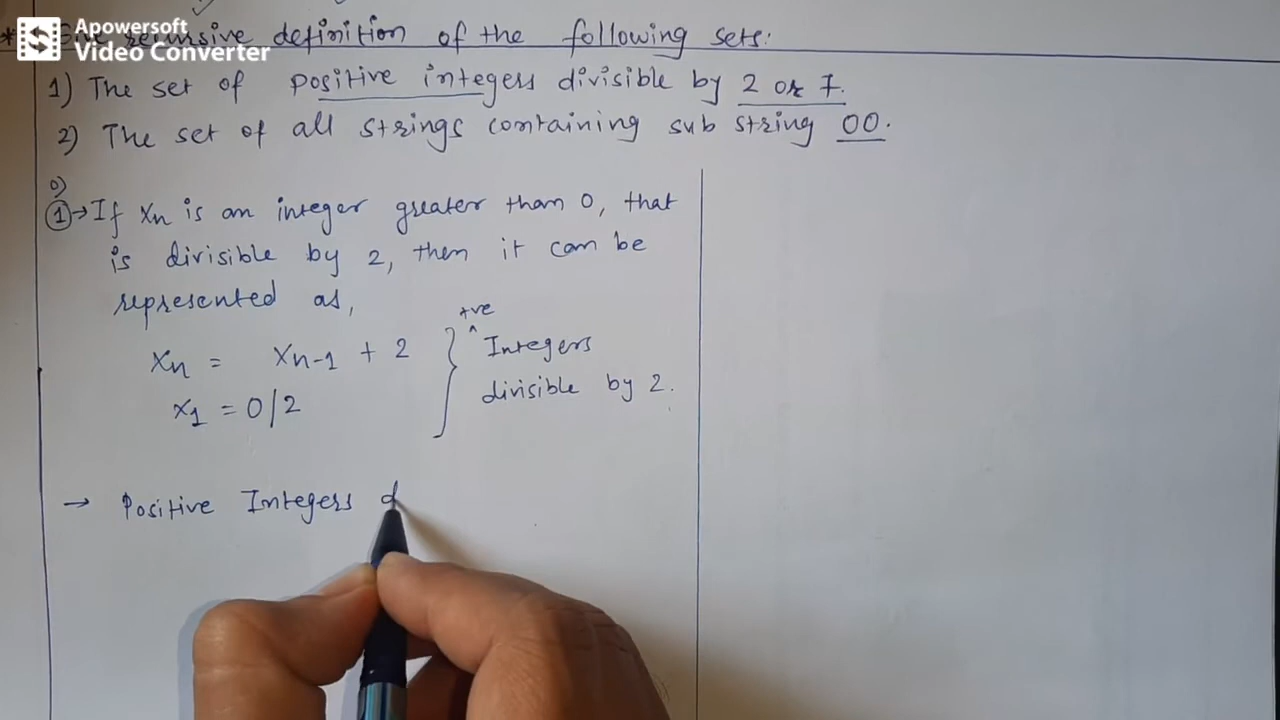 Apowersoft
Video Converter
* recursive definition of the following sets:
1) The set of positive integers divisible by 2 or 7.
2) The set of all strings containing sub string 00.
①→ If Xn is an integer greater than 0, that
is divisible by 2, then it can be
represented as,
Xn = Xn-1 + 2
X1 = 0/2
+ve
^
Integers
divisible by 2.
→ Positive Integers d